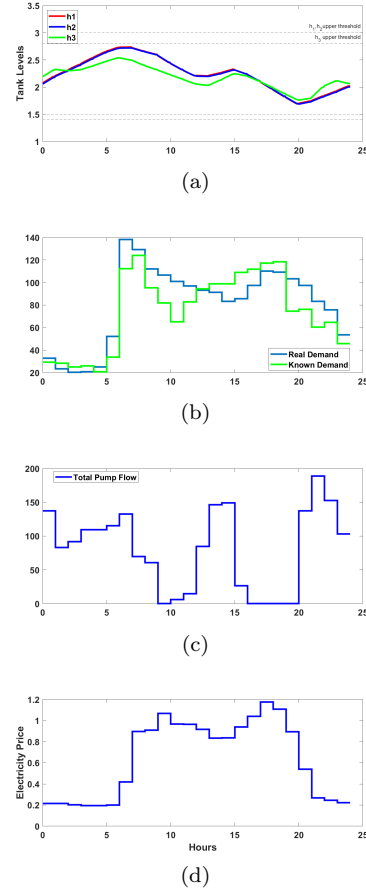 3.5
3
2.5
2
1.5
1
Tank Levels
h1
h2
h3
h1,h2 upper threshold
h3 upper threshold
0 5 10 15 20 25
(a)
140
120
100
80
60
40
20
Real Demand
Known Demand
0 5 10 15 20 25
(b)
200
150
100
50
0
Total Pump Flow
0 5 10 15 20 25
(c)
1.2
1
0.8
0.6
0.4
0.2
0
Electricity Price
0 5 10 15 20 25
Hours
(d)